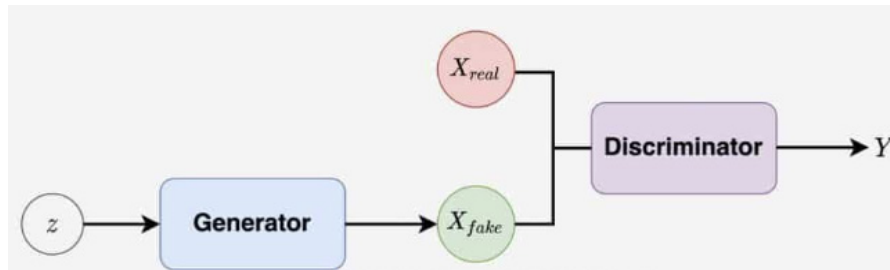 X_real
Discriminator
Y
z
Generator
X_fake